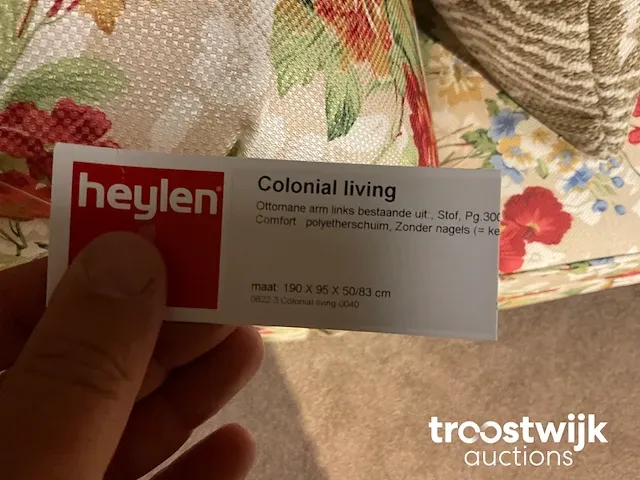 heylen
Colonial living
Ottomane arm links bestaande uit:, Stof, Pg.300
Comfort polyetherschuim, Zonder nagels (= ke
maat: 190 X 95 X 50/83 cm
0622-3 Colonial living 0040
troostwijk
auctions